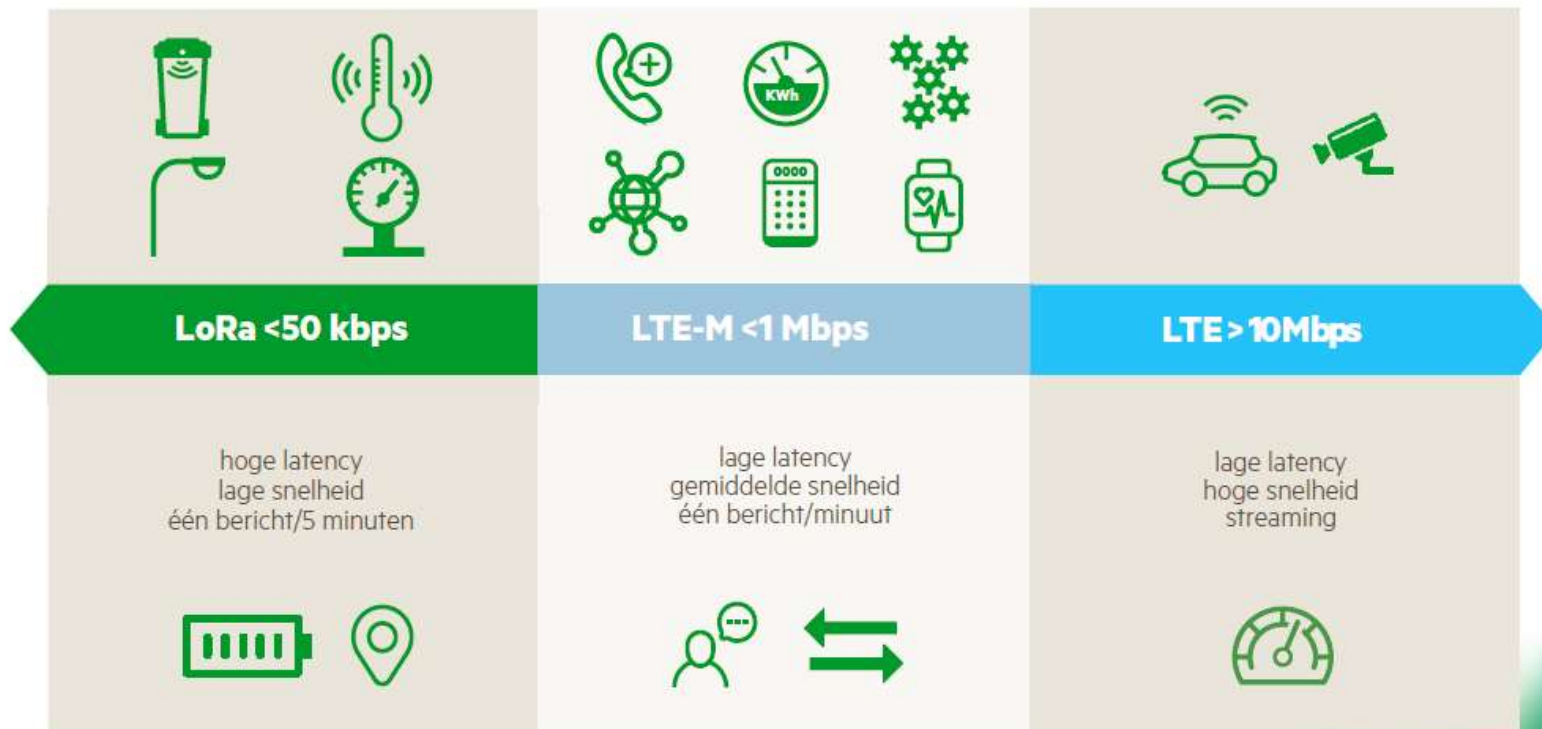 KWh
0000
LoRa <50 kbps
LTE-M <1 Mbps
LTE > 10Mbps
hoge latency
lage snelheid
één bericht/5 minuten
lage latency
gemiddelde snelheid
één bericht/minuut
lage latency
hoge snelheid
streaming